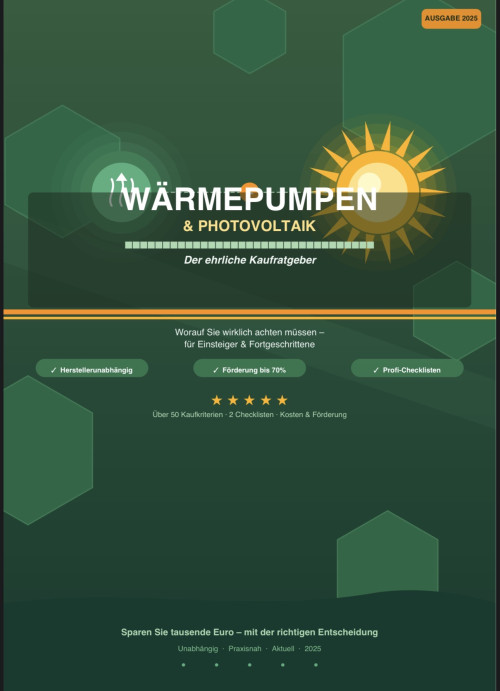 AUSGABE 2025
WÄRMEPUMPEN
& PHOTOVOLTAIK
Der ehrliche Kaufratgeber
Worauf Sie wirklich achten müssen –
für Einsteiger & Fortgeschrittene
✓ Herstellerunabhängig
✓ Förderung bis 70%
✓ Profi-Checklisten
★ ★ ★ ★ ★
Über 50 Kaufkriterien · 2 Checklisten · Kosten & Förderung
Sparen Sie tausende Euro – mit der richtigen Entscheidung
Unabhängig · Praxisnah · Aktuell · 2025